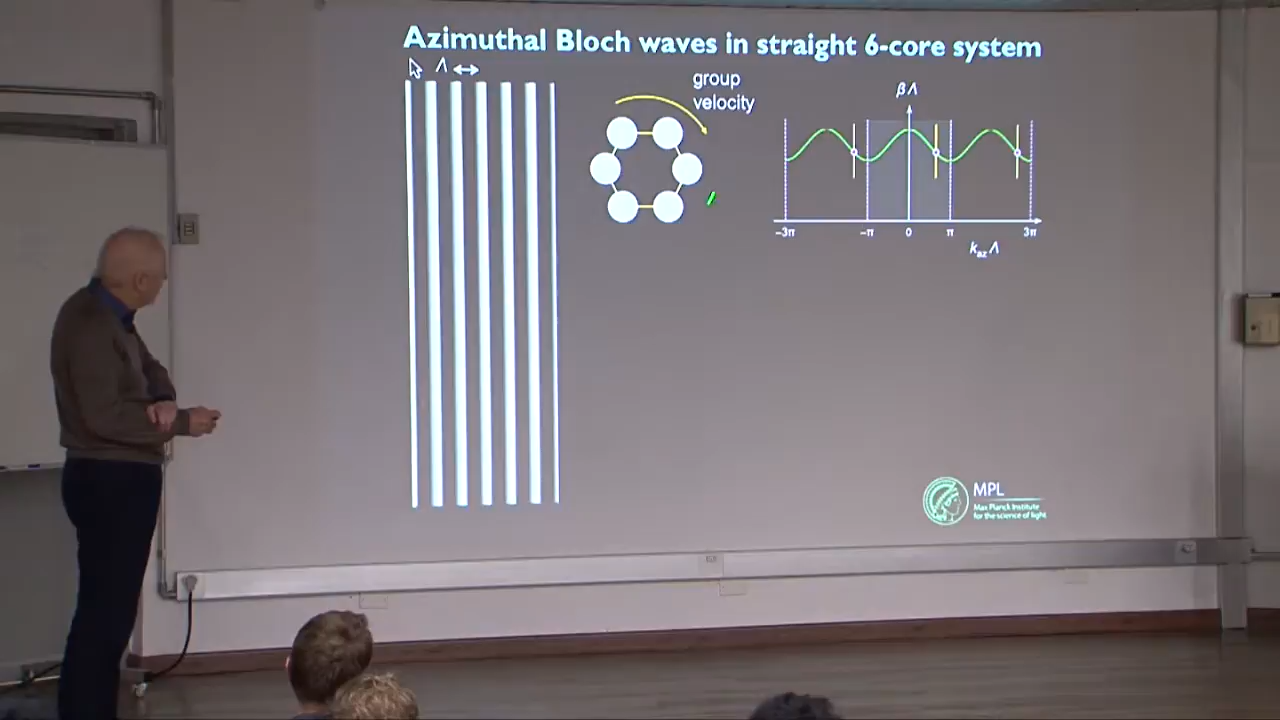 Azimuthal Bloch waves in straight 6-core system
Λ
group
velocity
βΛ
−3π
−π
0
π
3π
k_az Λ
MPL
Max Planck Institute
for the science of light